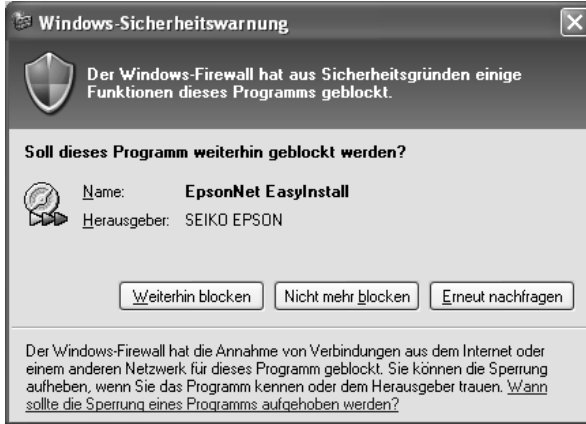 Windows-Sicherheitswarnung
Der Windows-Firewall hat aus Sicherheitsgründen einige
Funktionen dieses Programms geblockt.
Soll dieses Programm weiterhin geblockt werden?
Name: EpsonNet EasyInstall
Herausgeber: SEIKO EPSON
Weiterhin blocken Nicht mehr blocken Erneut nachfragen
Der Windows-Firewall hat die Annahme von Verbindungen aus dem Internet oder
einem anderen Netzwerk für dieses Programm geblockt. Sie können die Sperrung
aufheben, wenn Sie das Programm kennen oder dem Herausgeber trauen. Wann
sollte die Sperrung eines Programms aufgehoben werden?